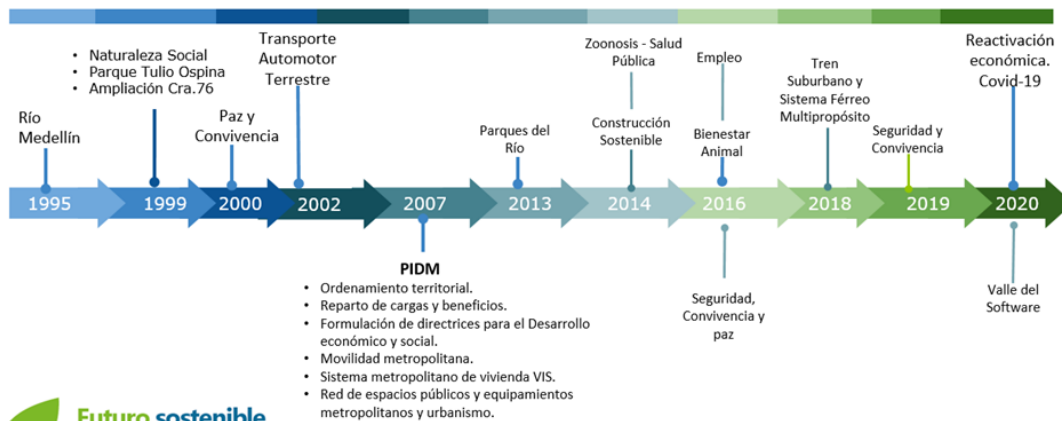 • Naturaleza Social
• Parque Tulio Ospina
• Ampliación Cra.76
Transporte
Automotor
Terrestre
Zoonosis - Salud
Pública
Empleo
Tren
Suburbano y
Sistema Férreo
Multipropósito
Reactivación
económica.
Covid-19
Río
Medellín
Paz y
Convivencia
Parques del
Río
Construcción
Sostenible
Bienestar
Animal
Seguridad y
Convivencia
1995
1999
2000
2002
2007
2013
2014
2016
2018
2019
2020
PIDM
• Ordenamiento territorial.
• Reparto de cargas y beneficios.
• Formulación de directrices para el Desarrollo
económico y social.
• Movilidad metropolitana.
• Sistema metropolitano de vivienda VIS.
• Red de espacios públicos y equipamientos
metropolitanos y urbanismo.
Seguridad,
Convivencia y
paz
Valle del
Software
Futuro sostenible